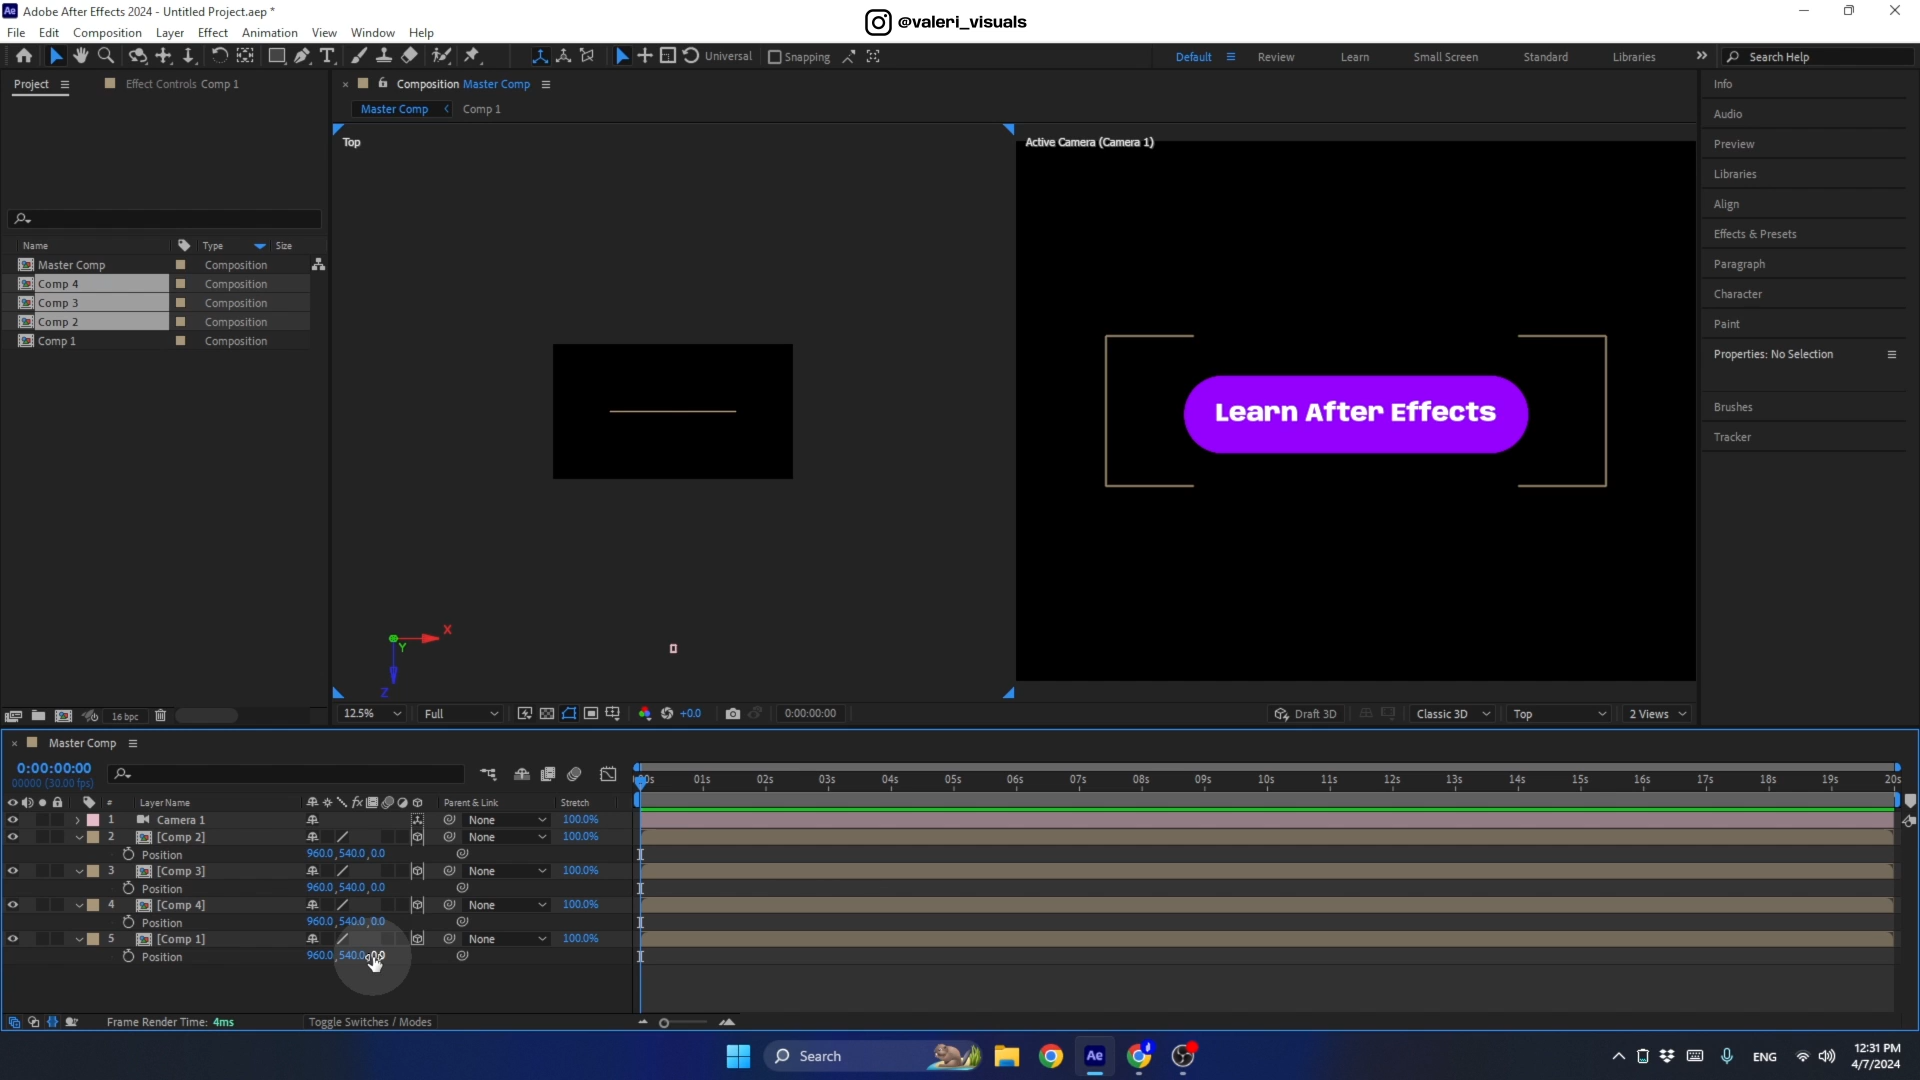 Adobe After Effects 2024 - Untitled Project.aep *
@valeri_visuals
File Edit Composition Layer Effect Animation View Window Help
Universal Snapping Default Review Learn Small Screen Standard Libraries Search Help
Project Effect Controls Comp 1
Composition Master Comp
Master Comp Comp 1
Top
Active Camera (Camera 1)
Name Type Size
Master Comp Composition
Comp 4 Composition
Comp 3 Composition
Comp 2 Composition
Comp 1 Composition
Learn After Effects
X
Y
Z
Info
Audio
Preview
Libraries
Align
Effects & Presets
Paragraph
Character
Paint
Properties: No Selection
Brushes
Tracker
16 bpc
12.5% Full +0.0 0:00:00:00 Draft 3D Classic 3D Top 2 Views
Master Comp
0:00:00:00
00000 (30.00 fps)
01s 02s 03s 04s 05s 06s 07s 08s 09s 10s 11s 12s 13s 14s 15s 16s 17s 18s 19s 20s
# Layer Name fx Parent & Link Stretch
1 Camera 1 None 100.0%
2 [Comp 2] None 100.0%
Position 960.0, 540.0, 0.0
3 [Comp 3] None 100.0%
Position 960.0, 540.0, 0.0
4 [Comp 4] None 100.0%
Position 960.0, 540.0, 0.0
5 [Comp 1] None 100.0%
Position 960.0, 540.0,
Frame Render Time: 4ms Toggle Switches / Modes
Search
Ae
ENG
12:31 PM
4/7/2024